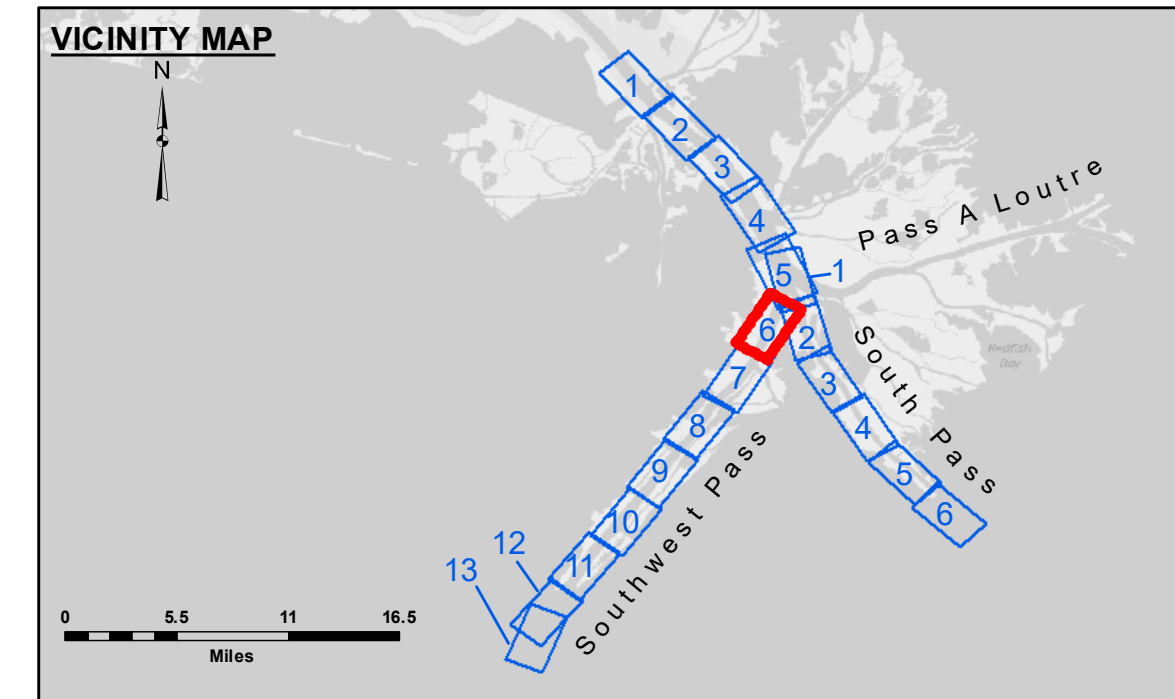 VICINITY MAP
N
1
2
3
4
5
1
6
2
7
3
8
4
9
5
10
6
11
12
13
Pass A Loutre
South Pass
Redfish
Bay
Southwest Pass
0 5.5 11 16.5
Miles